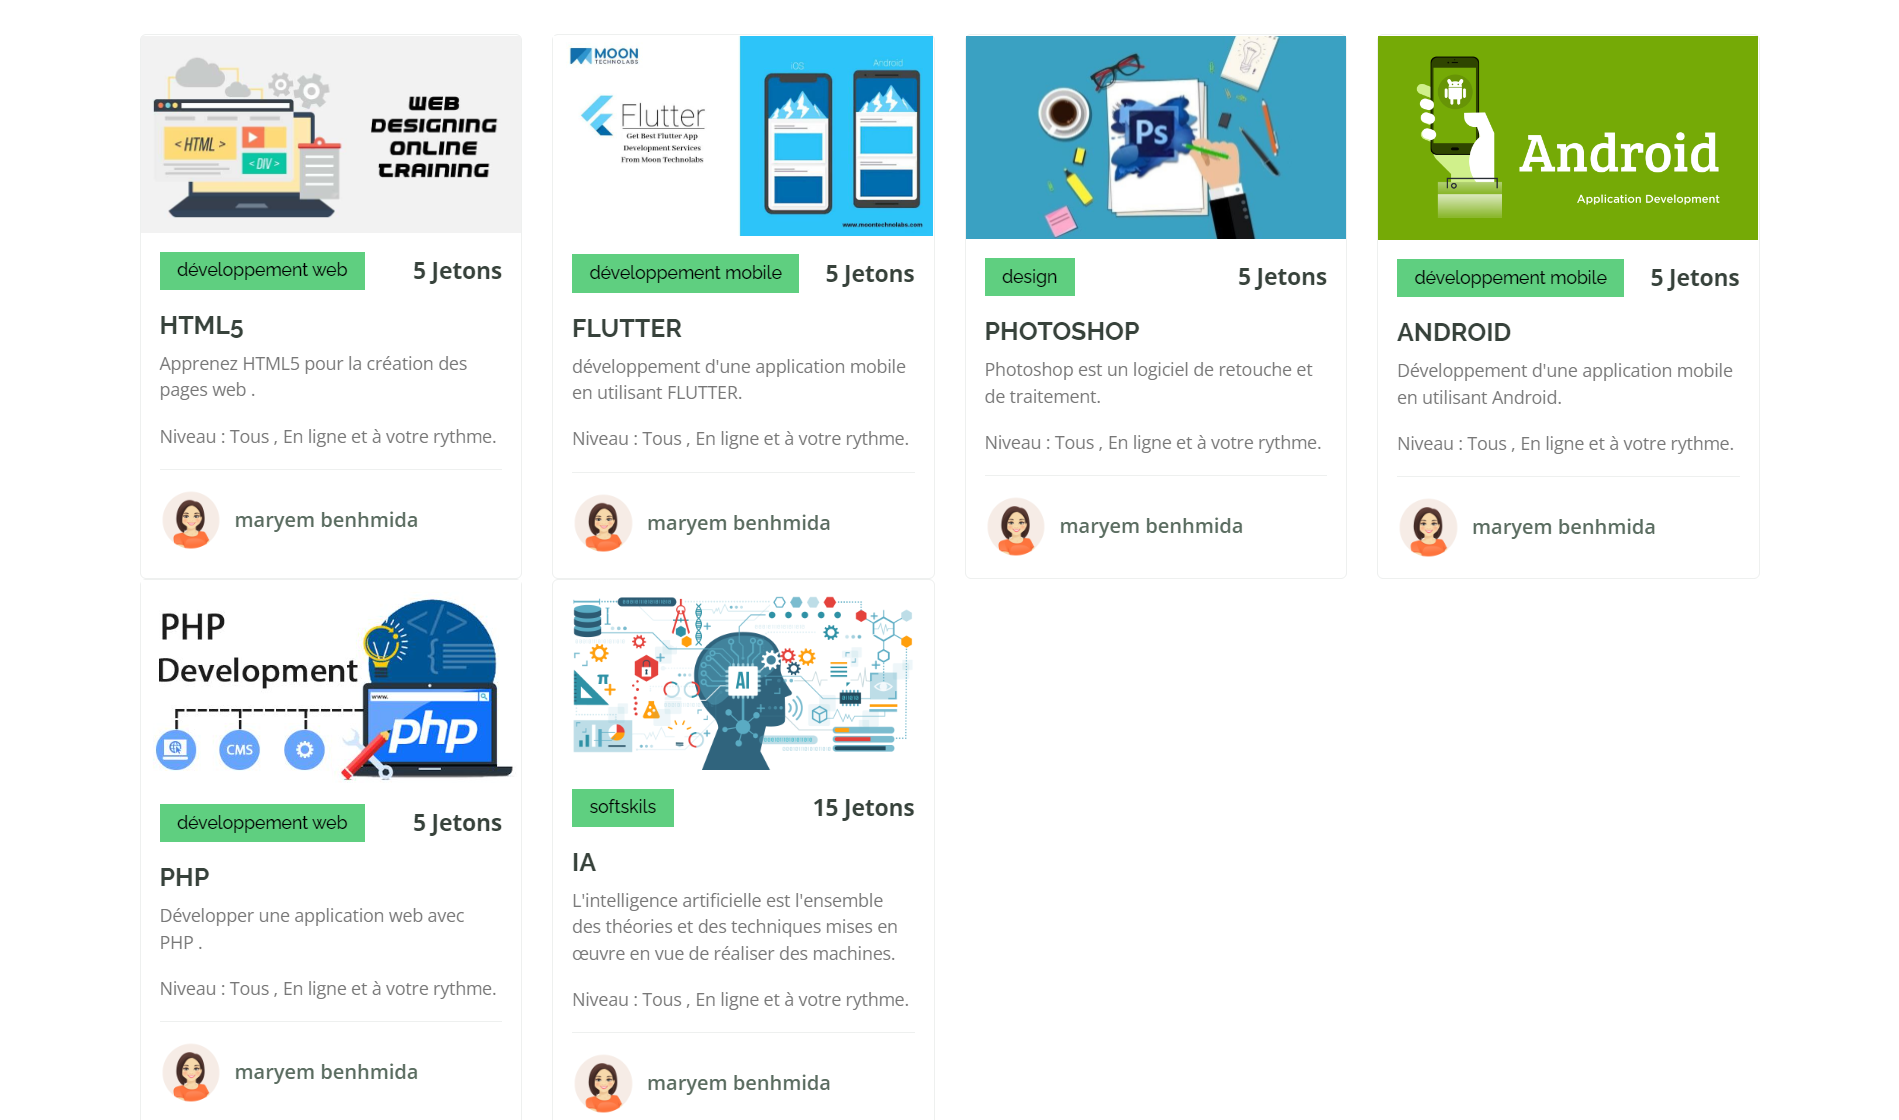 WEB
DESIGNING
ONLINE
TRAINING
< HTML >
< DIV >
développement web
5 Jetons
HTML5
Apprenez HTML5 pour la création des
pages web .
Niveau : Tous , En ligne et à votre rythme.
maryem benhmida
MOON
TECHNOLABS
Flutter
Get Best Flutter App
Development Services
From Moon Technolabs
iOS
Android
www.moontechnolabs.com
développement mobile
5 Jetons
FLUTTER
développement d'une application mobile
en utilisant FLUTTER.
Niveau : Tous , En ligne et à votre rythme.
maryem benhmida
Ps
design
5 Jetons
PHOTOSHOP
Photoshop est un logiciel de retouche et
de traitement.
Niveau : Tous , En ligne et à votre rythme.
maryem benhmida
Android
Application Development
développement mobile
5 Jetons
ANDROID
Développement d'une application mobile
en utilisant Android.
Niveau : Tous , En ligne et à votre rythme.
maryem benhmida
PHP
Development
www.
php
CMS
développement web
5 Jetons
PHP
Développer une application web avec
PHP .
Niveau : Tous , En ligne et à votre rythme.
maryem benhmida
AI
π
softskils
15 Jetons
IA
L'intelligence artificielle est l'ensemble
des théories et des techniques mises en
œuvre en vue de réaliser des machines.
Niveau : Tous , En ligne et à votre rythme.
maryem benhmida